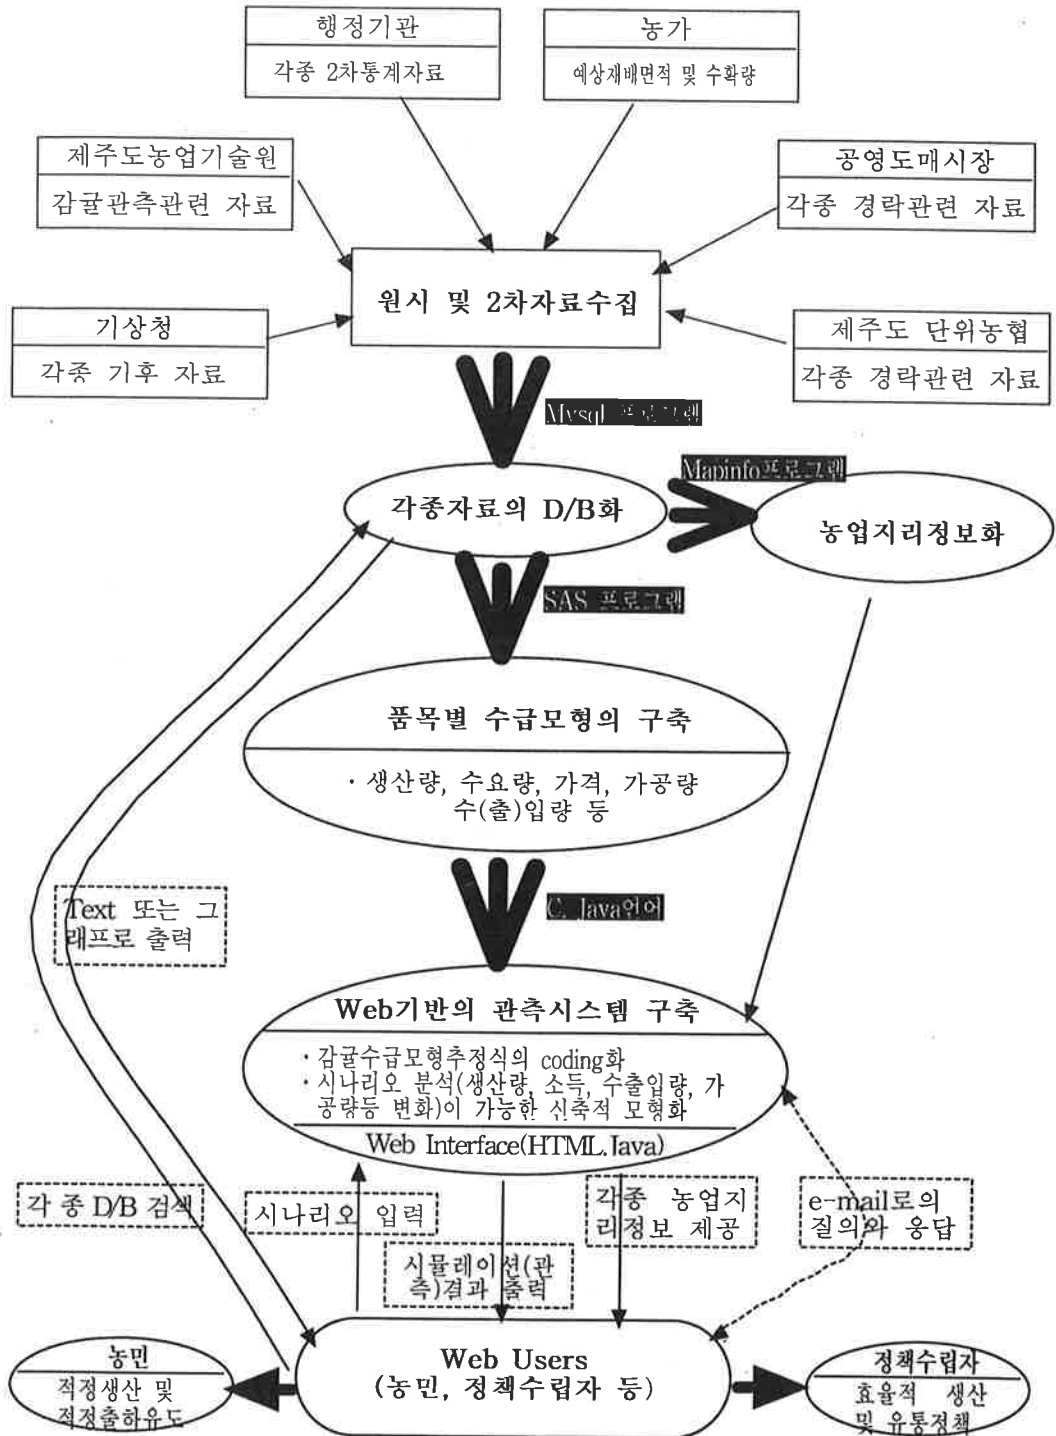 행정기관
각종 2차통계자료
농가
예상재배면적 및 수확량
제주도농업기술원
감귤관측관련 자료
공영도매시장
각종 경락관련 자료
원시 및 2차자료수집
기상청
각종 기후 자료
제주도 단위농협
각종 경락관련 자료
Mysql 프로그램
Mapinfo프로그램
각종자료의 D/B화
농업지리정보화
SAS 프로그램
품목별 수급모형의 구축
· 생산량, 수요량, 가격, 가공량
수(출)입량 등
C, Java언어
Text 또는 그
래프로 출력
Web기반의 관측시스템 구축
· 감귤수급모형추정식의 coding화
· 시나리오 분석(생산량, 소득, 수출입량, 가
공량등 변화)이 가능한 신축적 모형화
Web Interface(HTML.Java)
각 종 D/B 검색
시나리오 입력
시뮬레이션(관
측)결과 출력
각종 농업지
리정보 제공
e-mail로의
질의와 응답
Web Users
(농민, 정책수립자 등)
농민
적정생산 및
적정출하유도
정책수립자
효율적 생산
및 유통정책